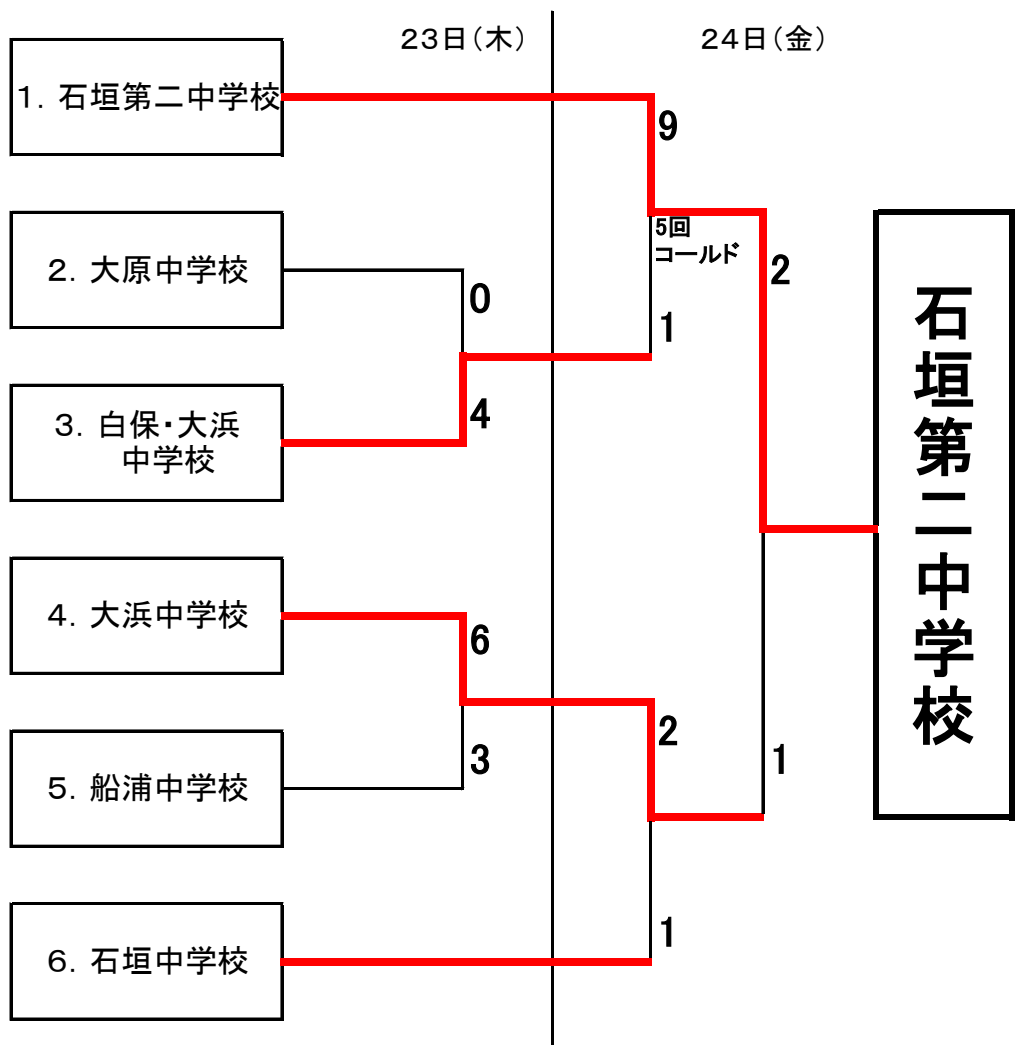 23日(木)
24日(金)
1．石垣第二中学校
9
5回
コールド
2．大原中学校
0
1
2
3．白保・大浜
中学校
4
石垣第二中学校
4．大浜中学校
6
2
1
5．船浦中学校
3
6．石垣中学校
1